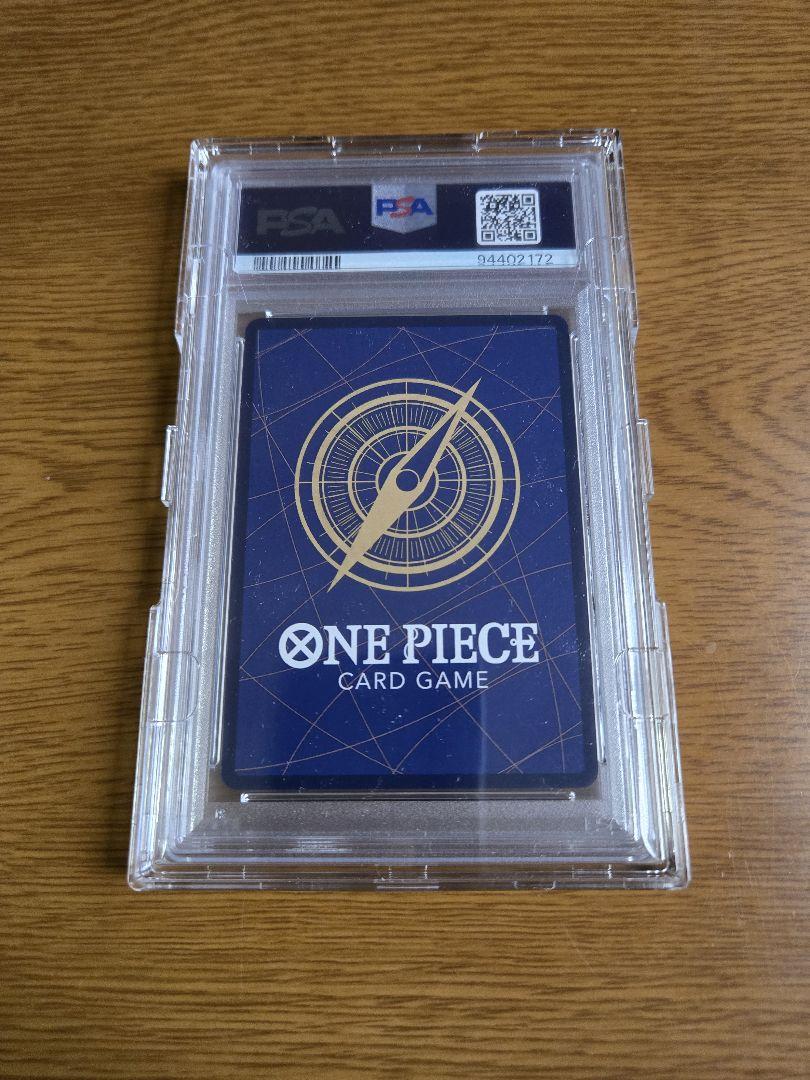 PSA
PSA
94402172
ONE PIECE
CARD GAME